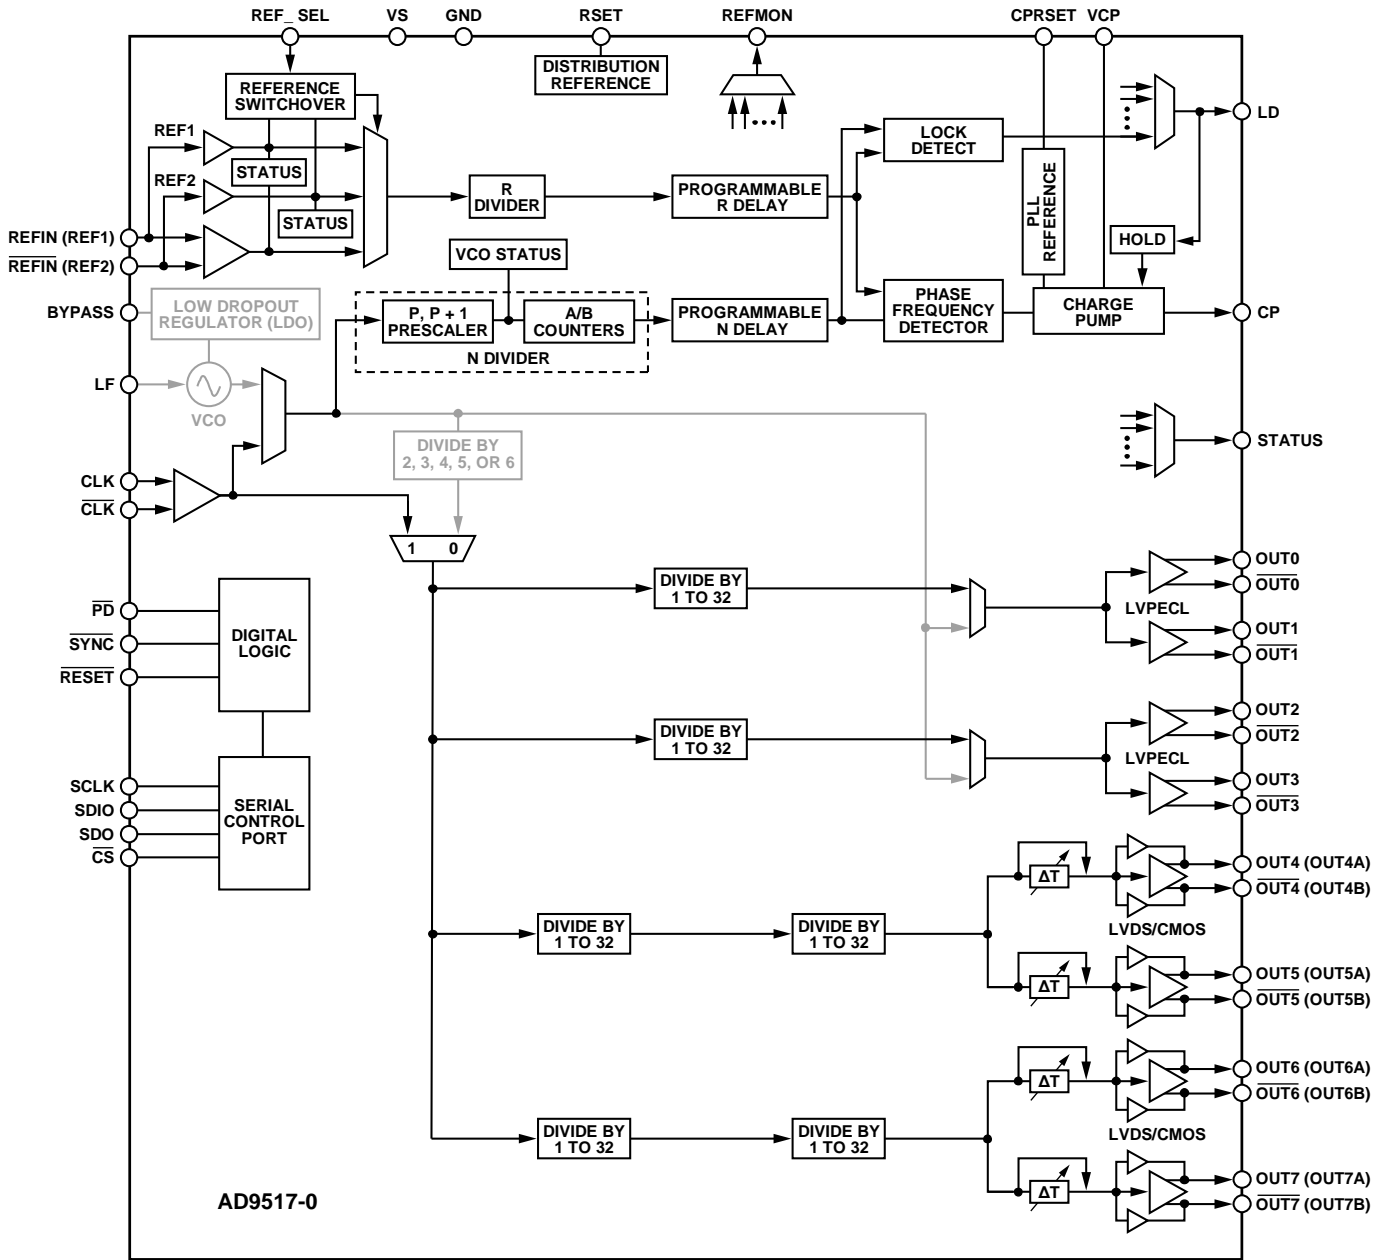 REF_ SEL
VS
GND
RSET
REFMON
CPRSET
VCP
REFERENCE
SWITCHOVER
DISTRIBUTION
REFERENCE
REF1
STATUS
REF2
STATUS
REFIN (REF1)
REFIN (REF2)
R
DIVIDER
PROGRAMMABLE
R DELAY
LOCK
DETECT
PLL
REFERENCE
LD
HOLD
VCO STATUS
BYPASS
LOW DROPOUT
REGULATOR (LDO)
P, P + 1
PRESCALER
A/B
COUNTERS
N DIVIDER
PROGRAMMABLE
N DELAY
PHASE
FREQUENCY
DETECTOR
CHARGE
PUMP
CP
LF
VCO
DIVIDE BY
2, 3, 4, 5, OR 6
STATUS
CLK
CLK
1 0
DIVIDE BY
1 TO 32
LVPECL
OUT0
OUT0
OUT1
OUT1
PD
SYNC
RESET
DIGITAL
LOGIC
DIVIDE BY
1 TO 32
LVPECL
OUT2
OUT2
OUT3
OUT3
SCLK
SDIO
SDO
CS
SERIAL
CONTROL
PORT
DIVIDE BY
1 TO 32
DIVIDE BY
1 TO 32
ΔT
OUT4 (OUT4A)
OUT4 (OUT4B)
LVDS/CMOS
ΔT
OUT5 (OUT5A)
OUT5 (OUT5B)
DIVIDE BY
1 TO 32
DIVIDE BY
1 TO 32
ΔT
OUT6 (OUT6A)
OUT6 (OUT6B)
LVDS/CMOS
ΔT
OUT7 (OUT7A)
OUT7 (OUT7B)
AD9517-0